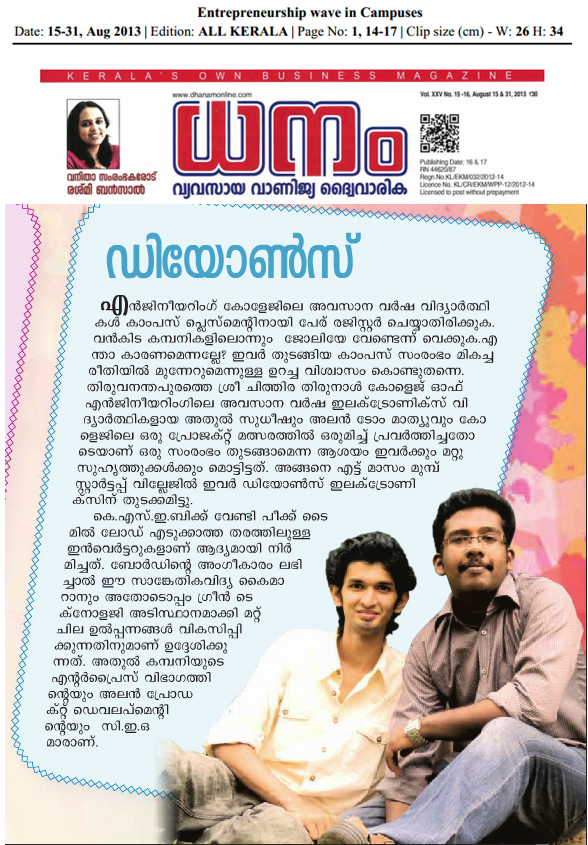 Entrepreneurship wave in Campuses
Date: 15-31, Aug 2013 | Edition: ALL KERALA | Page No: 1, 14-17 | Clip size (cm) - W: 26 H: 34
KERALA'S OWN BUSINESS MAGAZINE
www.dhanamonline.com
Vol. XXV No. 15 -16, August 15 & 31, 2013 ₹30
ധനം
വനിതാ സംരംഭകരോട്
രശ്മി ബൻസാൽ
വ്യവസായ വാണിജ്യ ദ്വൈവാരിക
Publishing Date: 16 & 17
RN 44620/87
Regn.No.KL/EKM/032/2012-14
Licence No. KL/CR/EKM/WPP-12/2012-14
Licensed to post without prepayment
ഡിയോൺസ്
എൻജിനീയറിംഗ് കോളേജിലെ അവസാന വർഷ വിദ്യാർത്ഥി
കൾ കാംപസ് പ്ലെസ്മെന്റിനായി പേര് രജിസ്റ്റർ ചെയ്യാതിരിക്കുക.
വൻകിട കമ്പനികളിലൊന്നും ജോലിയേ വേണ്ടെന്ന് വെക്കുക.എ
ന്താ കാരണമെന്നല്ലേ? ഇവർ തുടങ്ങിയ കാംപസ് സംരംഭം മികച്ച
രീതിയിൽ മുന്നേറുമെന്നുള്ള ഉറച്ച വിശ്വാസം കൊണ്ടുതന്നെ.
തിരുവനന്തപുരത്തെ ശ്രീ ചിത്തിര തിരുനാൾ കോളെജ് ഓഫ്
എൻജിനീയറിംഗിലെ അവസാന വർഷ ഇലക്ട്രോണിക്സ് വി
ദ്യാർത്ഥികളായ അതുൽ സുധീഷും അലൻ ടോം മാത്യുവും കോ
ളെജിലെ ഒരു പ്രോജക്റ്റ് മത്സരത്തിൽ ഒരുമിച്ച് പ്രവർത്തിച്ചതോ
ടെയാണ് ഒരു സംരംഭം തുടങ്ങാമെന്ന ആശയം ഇവർക്കും മറ്റു
സുഹൃത്തുക്കൾക്കും മൊട്ടിട്ടത്. അങ്ങനെ എട്ട് മാസം മുമ്പ്
സ്റ്റാർട്ടപ്പ് വില്ലേജിൽ ഇവർ ഡിയോൺസ് ഇലക്ട്രോണി
ക്സിന് തുടക്കമിട്ടു.
കെ.എസ്.ഇ.ബിക്ക് വേണ്ടി പീക്ക് ടൈ
മിൽ ലോഡ് എടുക്കാത്ത തരത്തിലുള്ള
ഇൻവെർട്ടറുകളാണ് ആദ്യമായി നിർ
മിച്ചത്. ബോർഡിന്റെ അംഗീകാരം ലഭി
ച്ചാൽ ഈ സാങ്കേതികവിദ്യ കൈമാ
റാനും അതോടൊപ്പം ഗ്രീൻ ടെ
ക്നോളജി അടിസ്ഥാനമാക്കി മറ്റ്
ചില ഉൽപ്പന്നങ്ങൾ വികസിപ്പി
ക്കുന്നതിനുമാണ് ഉദ്ദേശിക്കു
ന്നത്. അതുൽ കമ്പനിയുടെ
എന്റർപ്രൈസ് വിഭാഗത്തി
ന്റെയും അലൻ പ്രോഡ
ക്റ്റ് ഡെവലപ്മെന്റി
ന്റെയും സി.ഇ.ഒ
മാരാണ്.